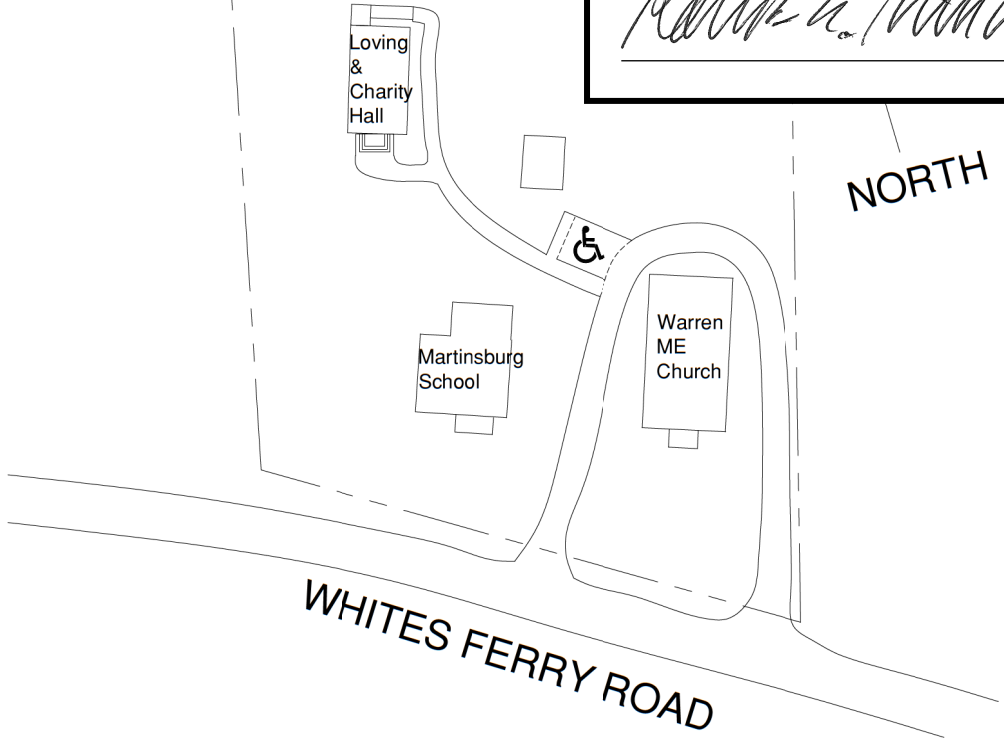 Loving
&
Charity
Hall
NORTH
Warren
ME
Church
Martinsburg
School
WHITES FERRY ROAD